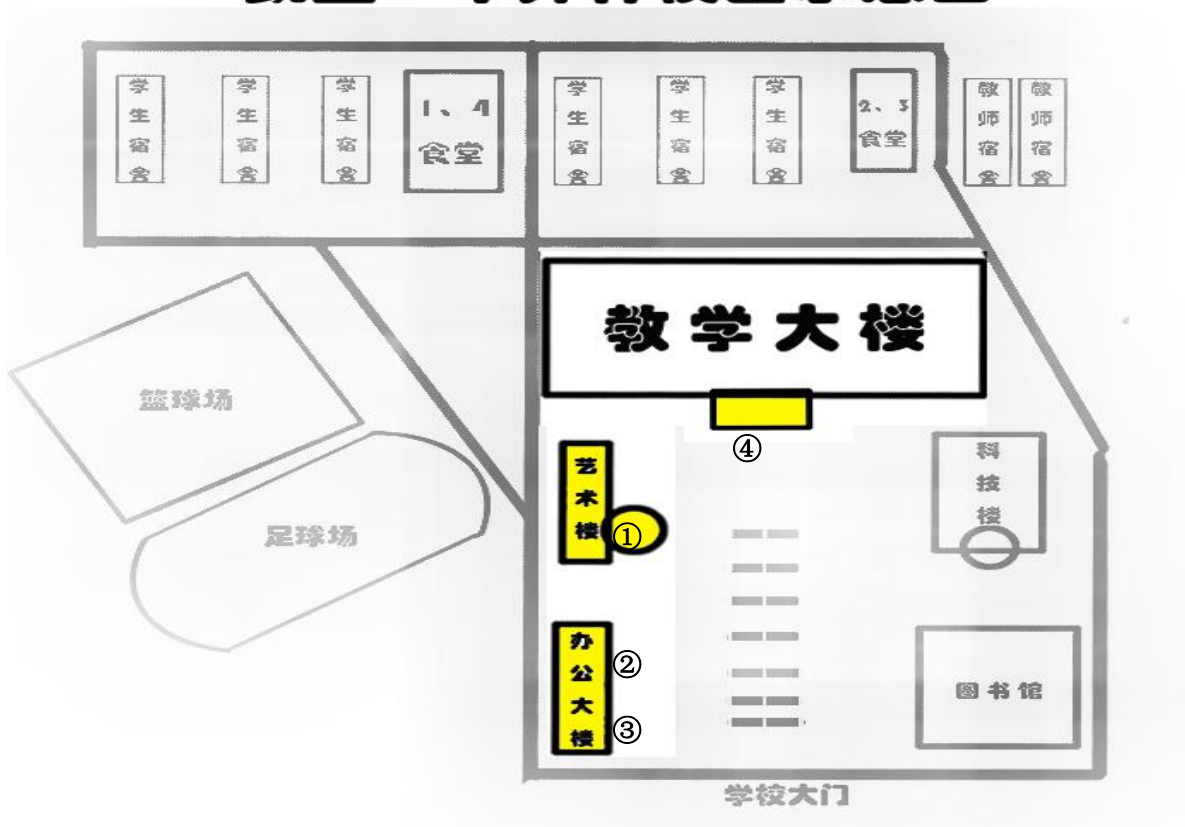 学生宿舍
学生宿舍
学生宿舍
1、4
食堂
学生宿舍
学生宿舍
学生宿舍
2、3
食堂
教师宿舍
教师宿舍
教学大楼
篮球场
④
艺术楼
①
科技楼
足球场
办公大楼
②
③
图书馆
学校大门